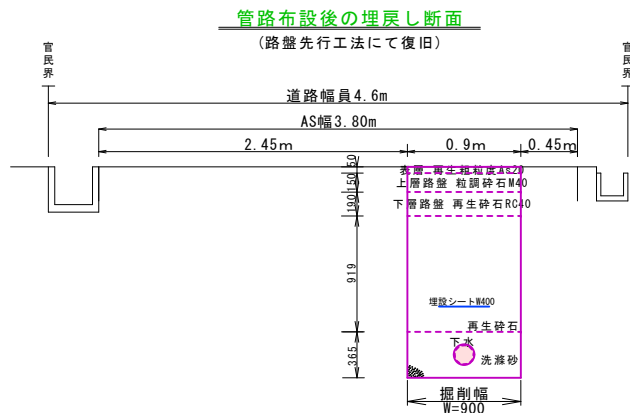 管路布設後の埋戻し断面
(路盤先行工法にて復旧)
官民界
官民界
道路幅員4.6m
AS幅3.80m
2.45m
0.9m
0.45m
50
表層 再生粗粒度As20
150
上層路盤 粒調砕石M40
190
下層路盤 再生砕石RC40
919
埋設シートW400
再生砕石
下水
洗滌砂
365
掘削幅
W=900